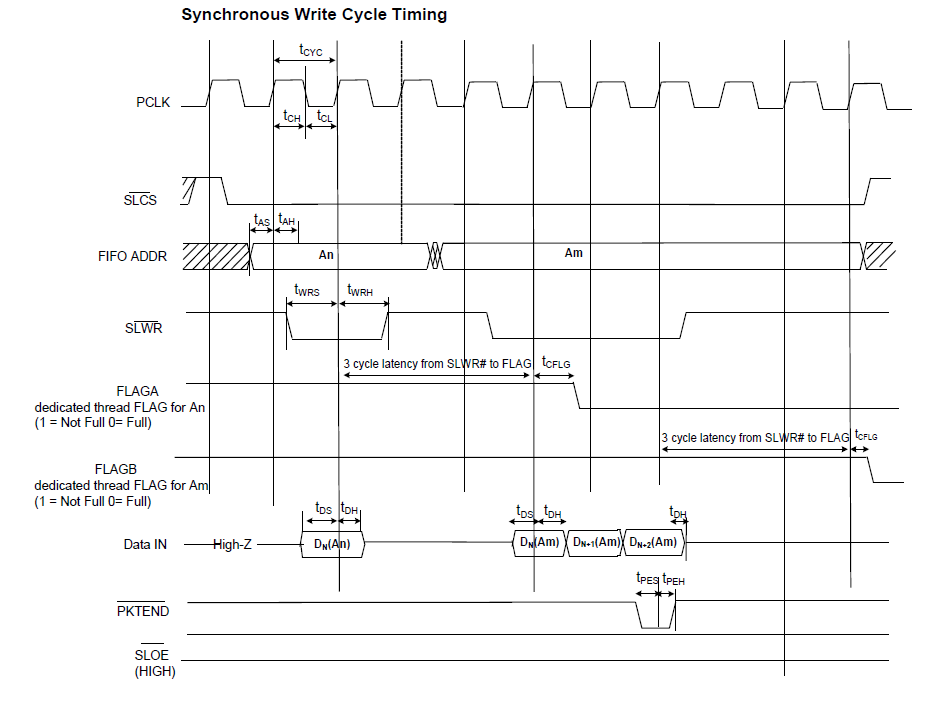 Synchronous Write Cycle Timing
tCYC
PCLK
tCH tCL
SLCS
tAS tAH
FIFO ADDR An Am
tWRS tWRH
SLWR
3 cycle latency from SLWR# to FLAG tCFLG
FLAGA
dedicated thread FLAG for An
(1 = Not Full 0= Full)
3 cycle latency from SLWR# to FLAG tCFLG
FLAGB
dedicated thread FLAG for Am
(1 = Not Full 0= Full)
tDS tDH tDS tDH tDH
Data IN High-Z DN(An) DN(Am) DN+1(Am) DN+2(Am)
tPES tPEH
PKTEND
SLOE
(HIGH)